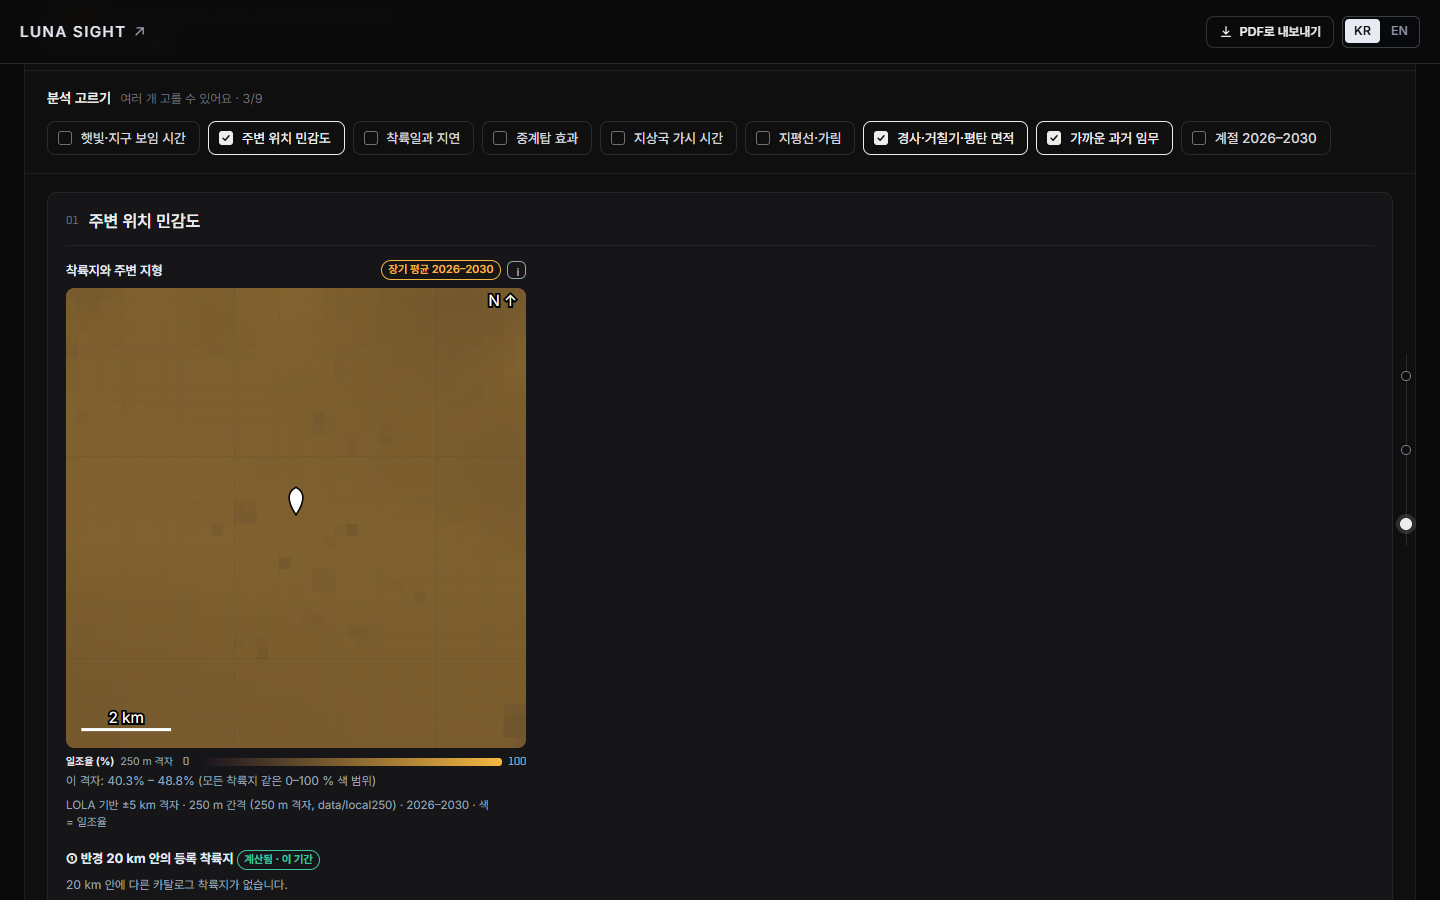 LUNA SIGHT ↗
PDF로 내보내기
KR EN
분석 고르기 여러 개 고를 수 있어요 · 3/9
햇빛·지구 보임 시간
주변 위치 민감도
착륙일과 지연
중계탑 효과
지상국 가시 시간
지평선·가림
경사·거칠기·평탄 면적
가까운 과거 임무
계절 2026–2030
01 주변 위치 민감도
착륙지와 주변 지형 장기 평균 2026–2030 i
N ↑
2 km
일조율 (%) 250 m 격자 0 100
이 격자: 40.3% – 48.8% (모든 착륙지 같은 0–100 % 색 범위)
LOLA 기반 ±5 km 격자 · 250 m 간격 (250 m 격자, data/local250) · 2026–2030 · 색
= 일조율
① 반경 20 km 안의 등록 착륙지 계산됨 · 이 기간
20 km 안에 다른 카탈로그 착륙지가 없습니다.